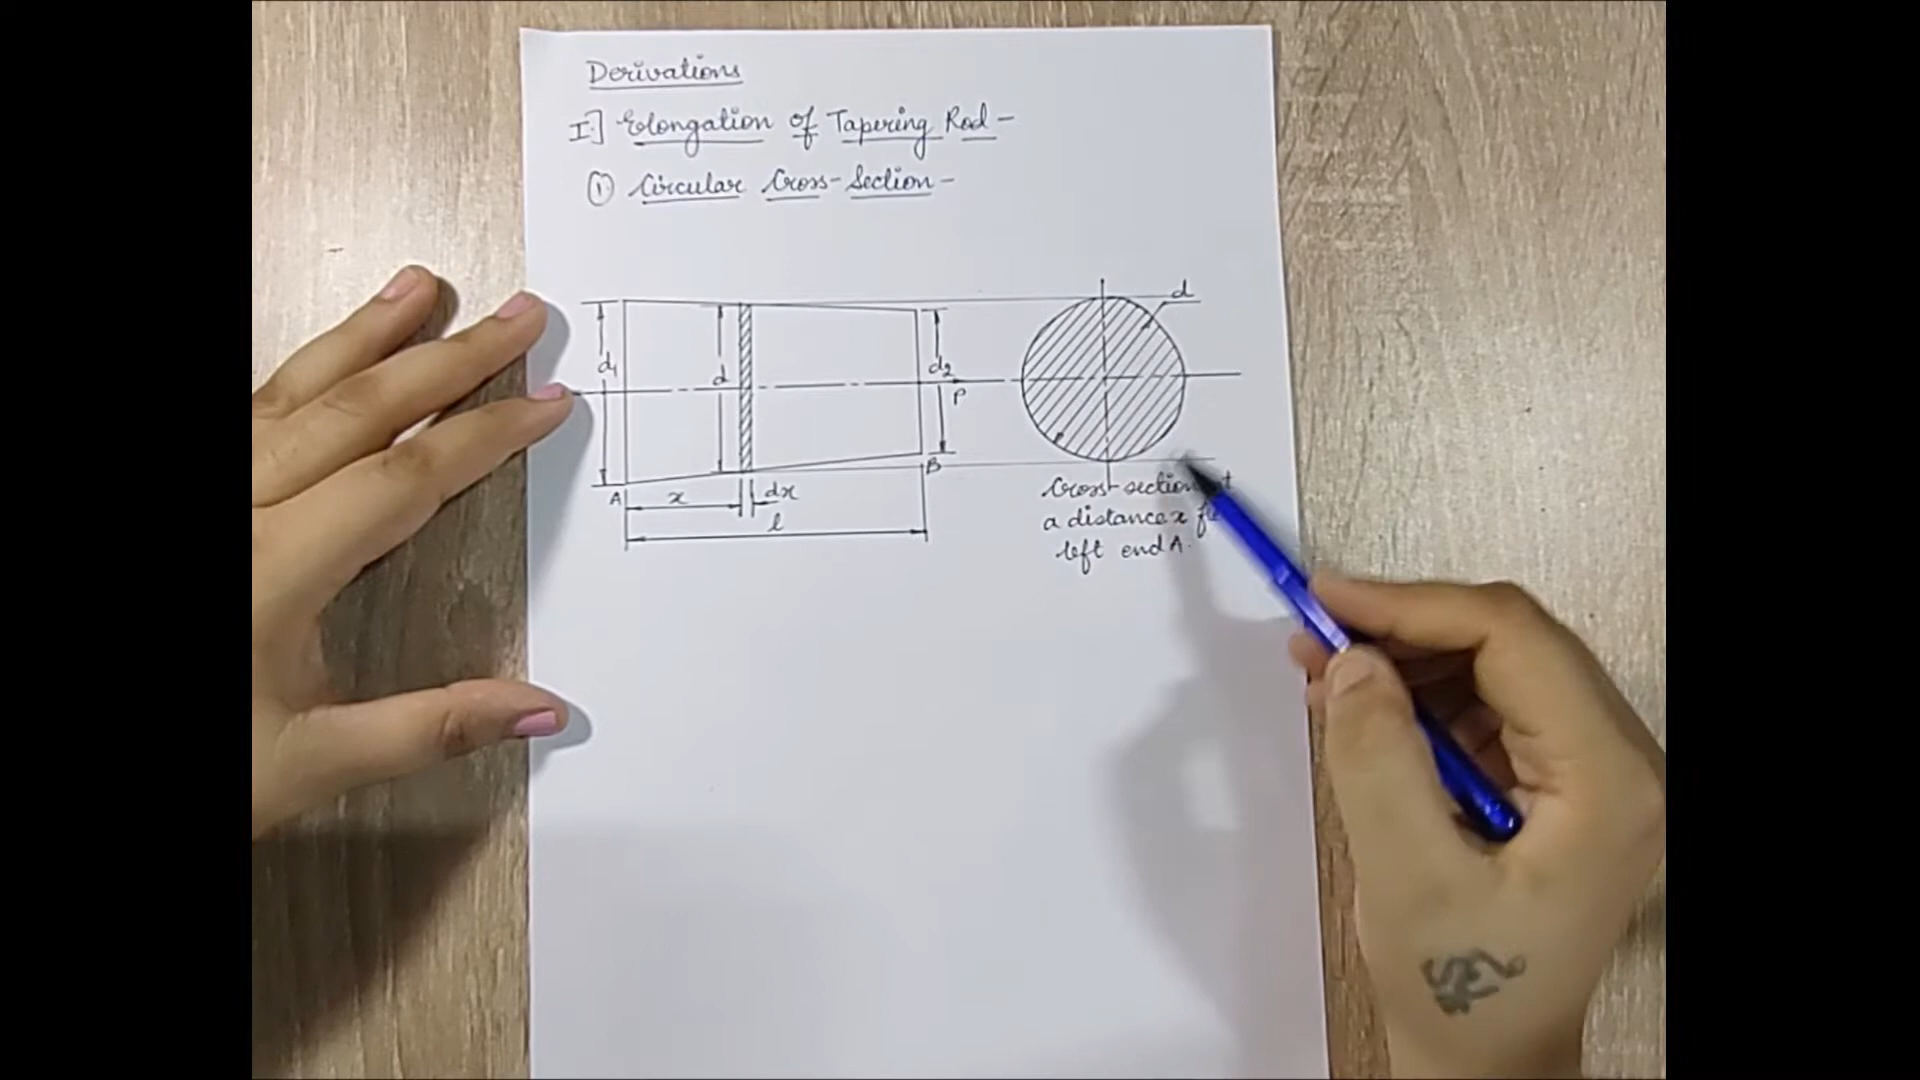 Derivations
I.] Elongation of Tapering Rod -
① Circular Cross-Section -
d
d₁
d
d₂
P
A
B
x
dx
l
Cross-section
a distance x
left end A.